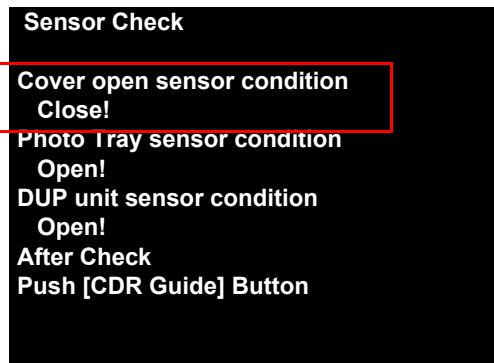 Sensor Check
Cover open sensor condition
Close!
Photo Tray sensor condition
Open!
DUP unit sensor condition
Open!
After Check
Push [CDR Guide] Button